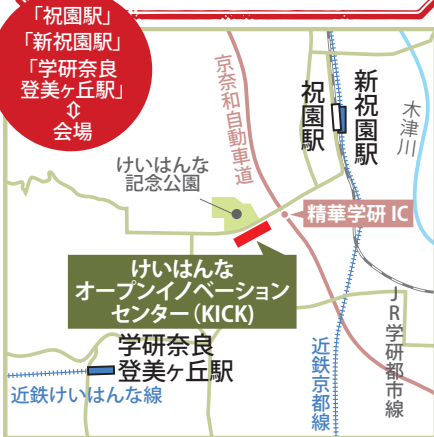 「祝園駅」
「新祝園駅」
「学研奈良
登美ヶ丘駅」
⇕
会場
京奈和自動車道
祝園駅
新祝園駅
木津川
けいはんな
記念公園
精華学研 IC
けいはんな
オープンイノベーション
センター（KICK）
学研奈良
登美ヶ丘駅
近鉄けいはんな線
近鉄京都線
JR学研都市線